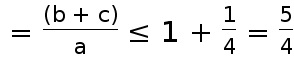 = (b + c)/a ≤ 1 + 1/4 = 5/4